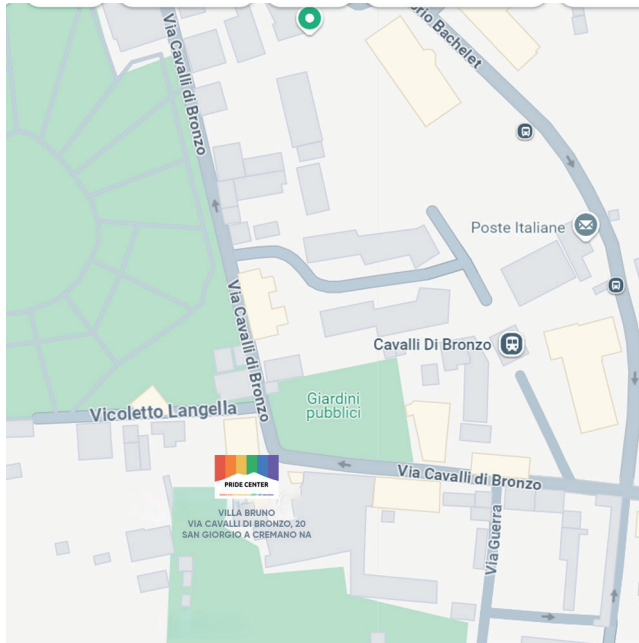 Via Cavalli di Bronzo
Bachelet
Poste Italiane
Via Cavalli di Bronzo
Cavalli Di Bronzo
Giardini
pubblici
Vicoletto Langella
Via Cavalli di Bronzo
PRIDE CENTER
VILLA BRUNO
VIA CAVALLI DI BRONZO, 20
SAN GIORGIO A CREMANO NA
Via Guerra